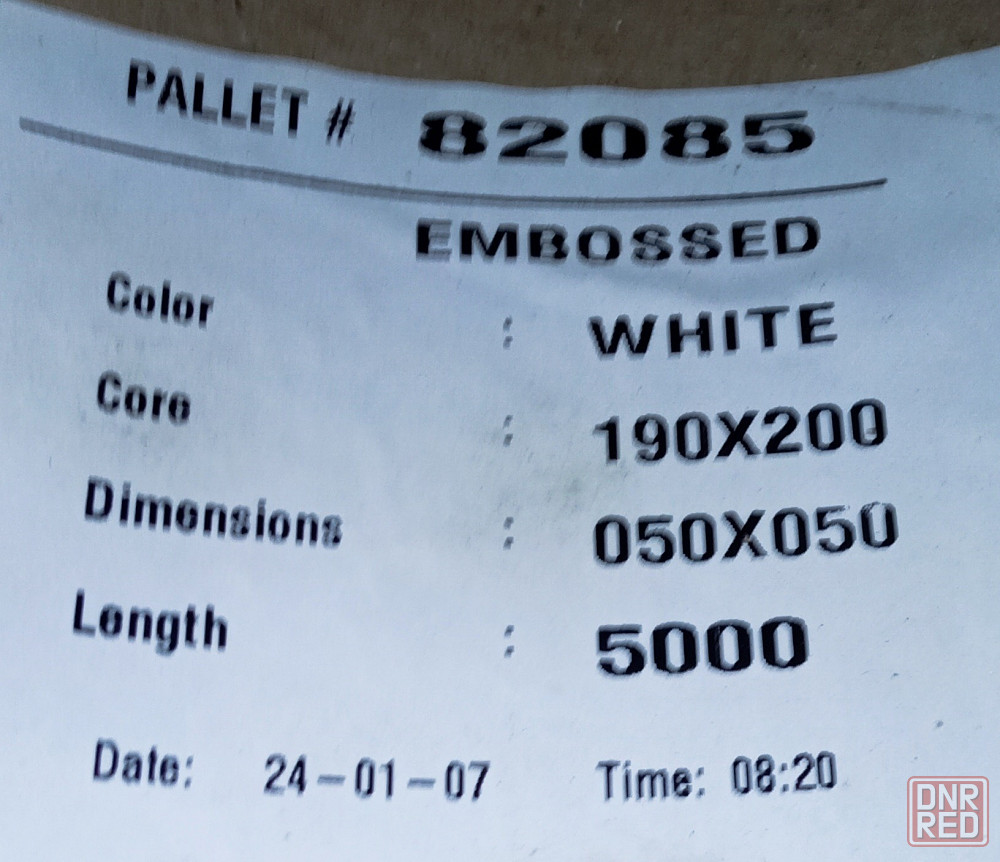 PALLET # 82085
EMBOSSED
Color : WHITE
Core : 190X200
Dimensions : 050X050
Length : 5000
Date: 24-01-07 Time: 08:20
DNR
RED